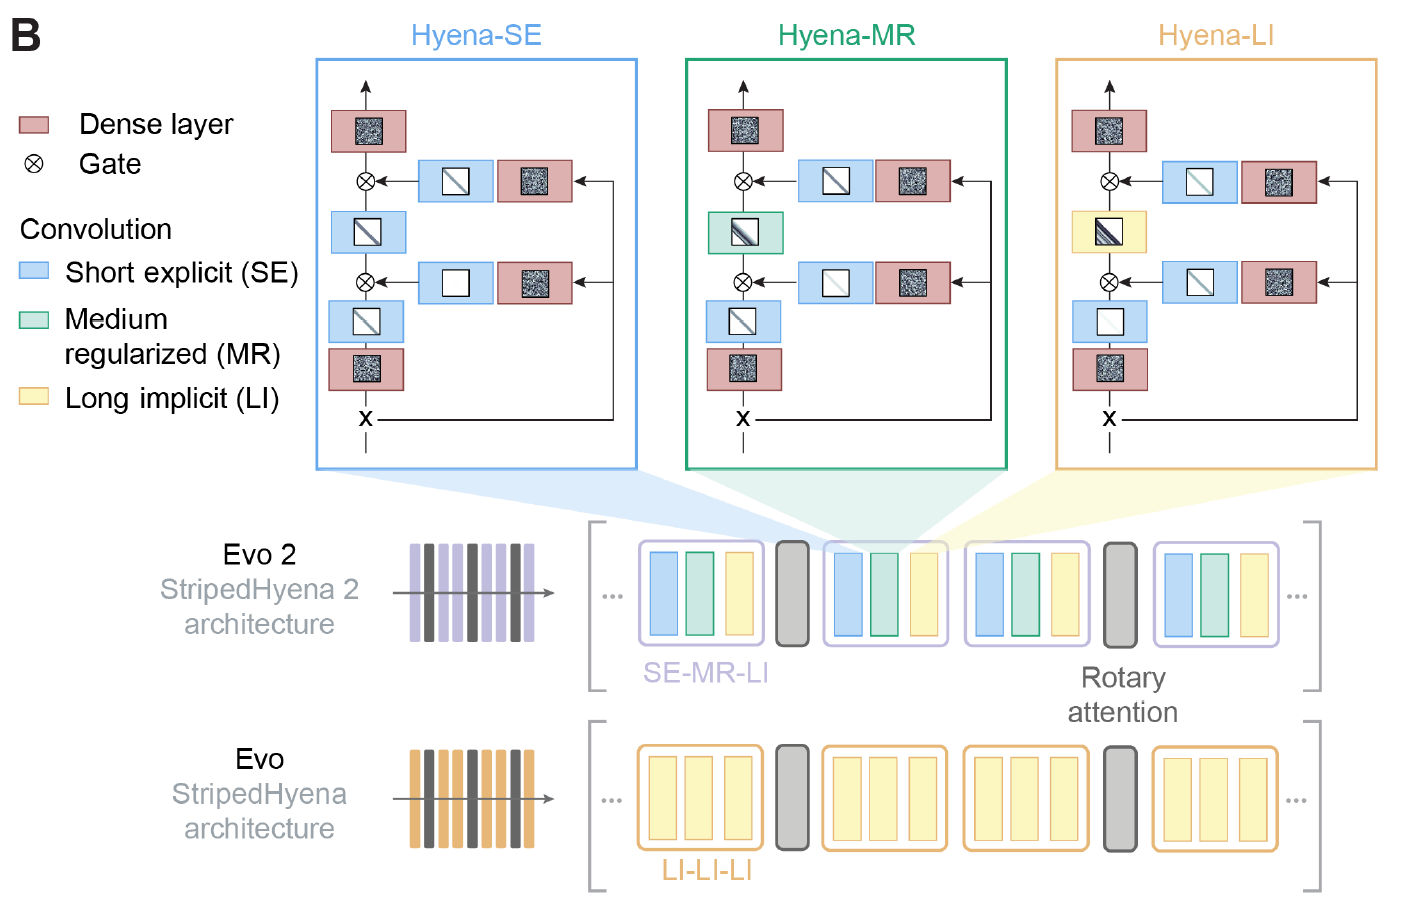 B
Hyena-SE
Hyena-MR
Hyena-LI
Dense layer
Gate
Convolution
Short explicit (SE)
Medium
regularized (MR)
Long implicit (LI)
x
x
x
Evo 2
StripedHyena 2
architecture
...
...
SE-MR-LI
Rotary
attention
Evo
StripedHyena
architecture
...
...
LI-LI-LI